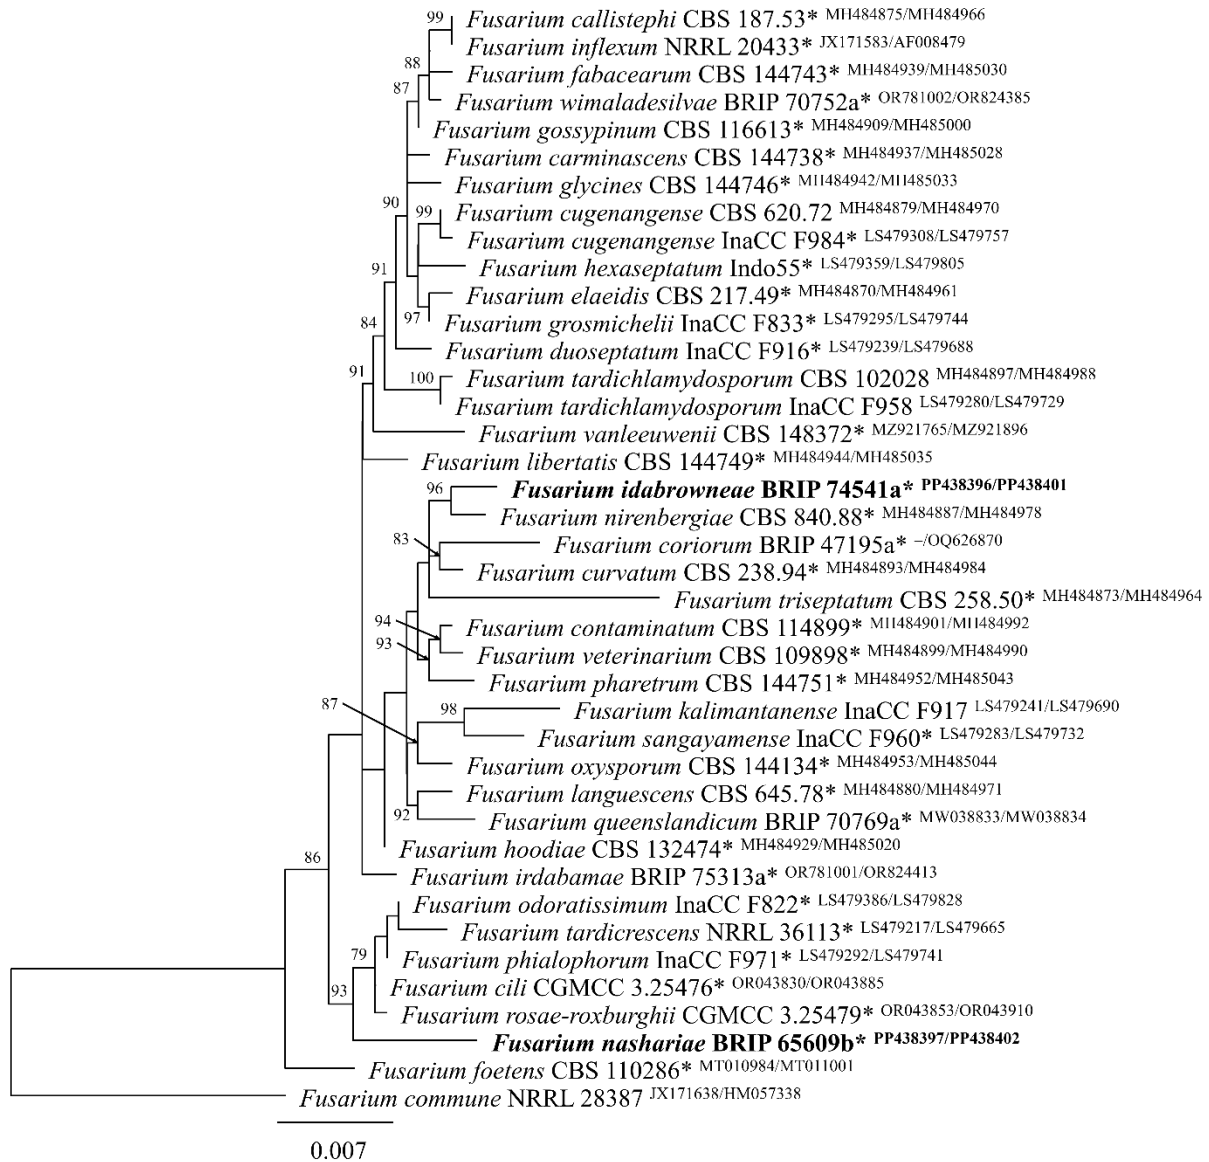 99 Fusarium callistephi CBS 187.53* MH484875/MH484966
Fusarium inflexum NRRL 20433* JX171583/AF008479
88 Fusarium fabacearum CBS 144743* MH484939/MH485030
87 Fusarium wimaladesilvae BRIP 70752a* OR781002/OR824385
Fusarium gossypinum CBS 116613* MH484909/MH485000
Fusarium carminascens CBS 144738* MH484937/MH485028
Fusarium glycines CBS 144746* MH484942/MH485033
90 99 Fusarium cugenangense CBS 620.72 MH484879/MH484970
Fusarium cugenangense InaCC F984* LS479308/LS479757
91 Fusarium hexaseptatum Indo55* LS479359/LS479805
Fusarium elaeidis CBS 217.49* MH484870/MH484961
84 97 Fusarium grosmichelii InaCC F833* LS479295/LS479744
Fusarium duoseptatum InaCC F916* LS479239/LS479688
91 100 Fusarium tardichlamydosporum CBS 102028 MH484897/MH484988
Fusarium tardichlamydosporum InaCC F958 LS479280/LS479729
Fusarium vanleeuwenii CBS 148372* MZ921765/MZ921896
Fusarium libertatis CBS 144749* MH484944/MH485035
96 Fusarium idabrowneae BRIP 74541a* PP438396/PP438401
Fusarium nirenbergiae CBS 840.88* MH484887/MH484978
83 Fusarium coriorum BRIP 47195a* –/OQ626870
Fusarium curvatum CBS 238.94* MH484893/MH484984
Fusarium triseptatum CBS 258.50* MH484873/MH484964
94 Fusarium contaminatum CBS 114899* MH484901/MH484992
93 Fusarium veterinarium CBS 109898* MH484899/MH484990
Fusarium pharetrum CBS 144751* MH484952/MH485043
87 98 Fusarium kalimantanense InaCC F917 LS479241/LS479690
Fusarium sangayamense InaCC F960* LS479283/LS479732
Fusarium oxysporum CBS 144134* MH484953/MH485044
Fusarium languescens CBS 645.78* MH484880/MH484971
92 Fusarium queenslandicum BRIP 70769a* MW038833/MW038834
Fusarium hoodiae CBS 132474* MH484929/MH485020
86 Fusarium irdabamae BRIP 75313a* OR781001/OR824413
Fusarium odoratissimum InaCC F822* LS479386/LS479828
Fusarium tardicrescens NRRL 36113* LS479217/LS479665
79 Fusarium phialophorum InaCC F971* LS479292/LS479741
93 Fusarium cili CGMCC 3.25476* OR043830/OR043885
Fusarium rosae-roxburghii CGMCC 3.25479* OR043853/OR043910
Fusarium nashariae BRIP 65609b* PP438397/PP438402
Fusarium foetens CBS 110286* MT010984/MT011001
Fusarium commune NRRL 28387 JX171638/HM057338
0.007